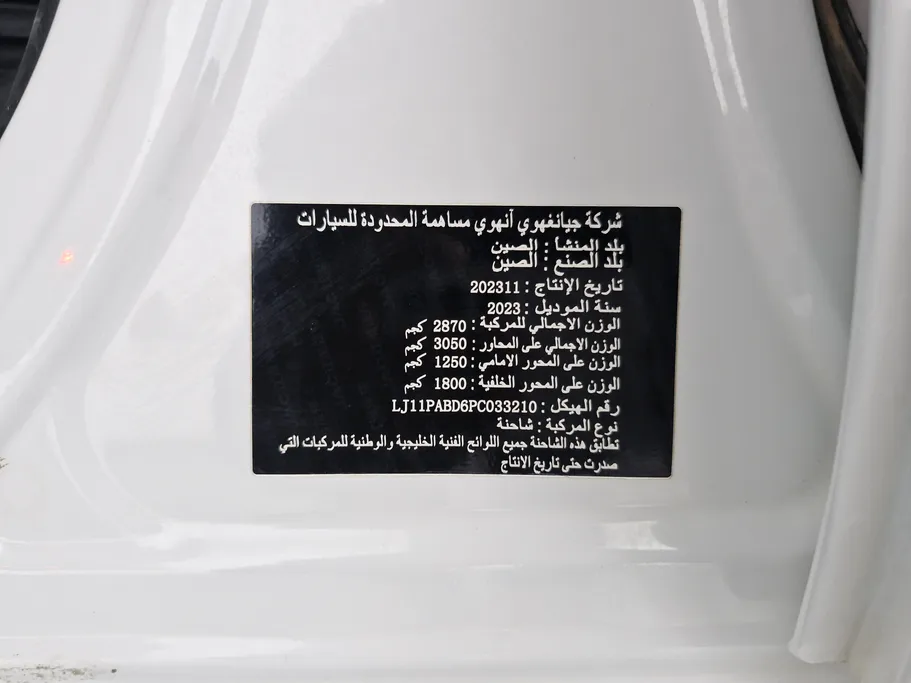 شركة جيانغهوي آنهوي مساهمة المحدودة للسيارات
بلد المنشأ : الصين
بلد الصنع : الصين
تاريخ الإنتاج : 202311
سنة الموديل : 2023
الوزن الاجمالي للمركبة : 2870 كجم
الوزن الاجمالي على المحاور : 3050 كجم
الوزن على المحور الامامي : 1250 كجم
الوزن على المحور الخلفية : 1800 كجم
رقم الهيكل : LJ11PABD6PC033210
نوع المركبة : شاحنة
تطابق هذه الشاحنة جميع اللوائح الفنية الخليجية والوطنية للمركبات التي
صدرت حتى تاريخ الانتاج